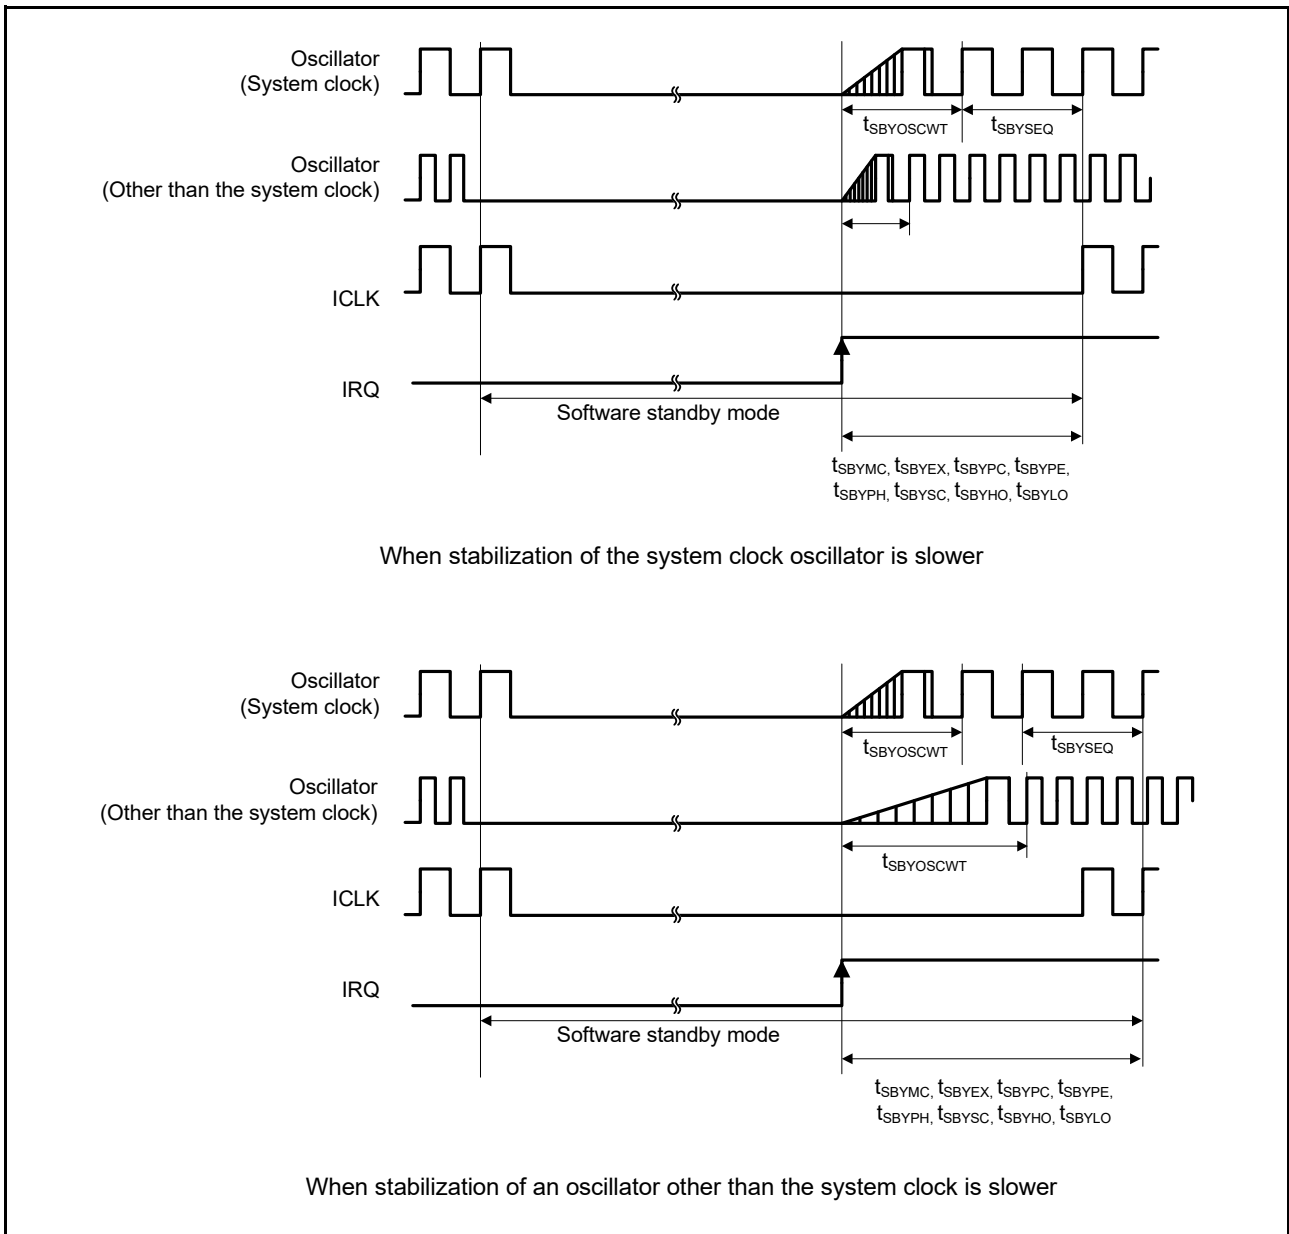 Oscillator
(System clock)
tSBYOSCWT
tSBYSEQ
Oscillator
(Other than the system clock)
ICLK
IRQ
Software standby mode
tSBYMC, tSBYEX, tSBYPC, tSBYPE,
tSBYPH, tSBYSC, tSBYHO, tSBYLO
When stabilization of the system clock oscillator is slower
Oscillator
(System clock)
tSBYOSCWT
tSBYSEQ
Oscillator
(Other than the system clock)
tSBYOSCWT
ICLK
IRQ
Software standby mode
tSBYMC, tSBYEX, tSBYPC, tSBYPE,
tSBYPH, tSBYSC, tSBYHO, tSBYLO
When stabilization of an oscillator other than the system clock is slower